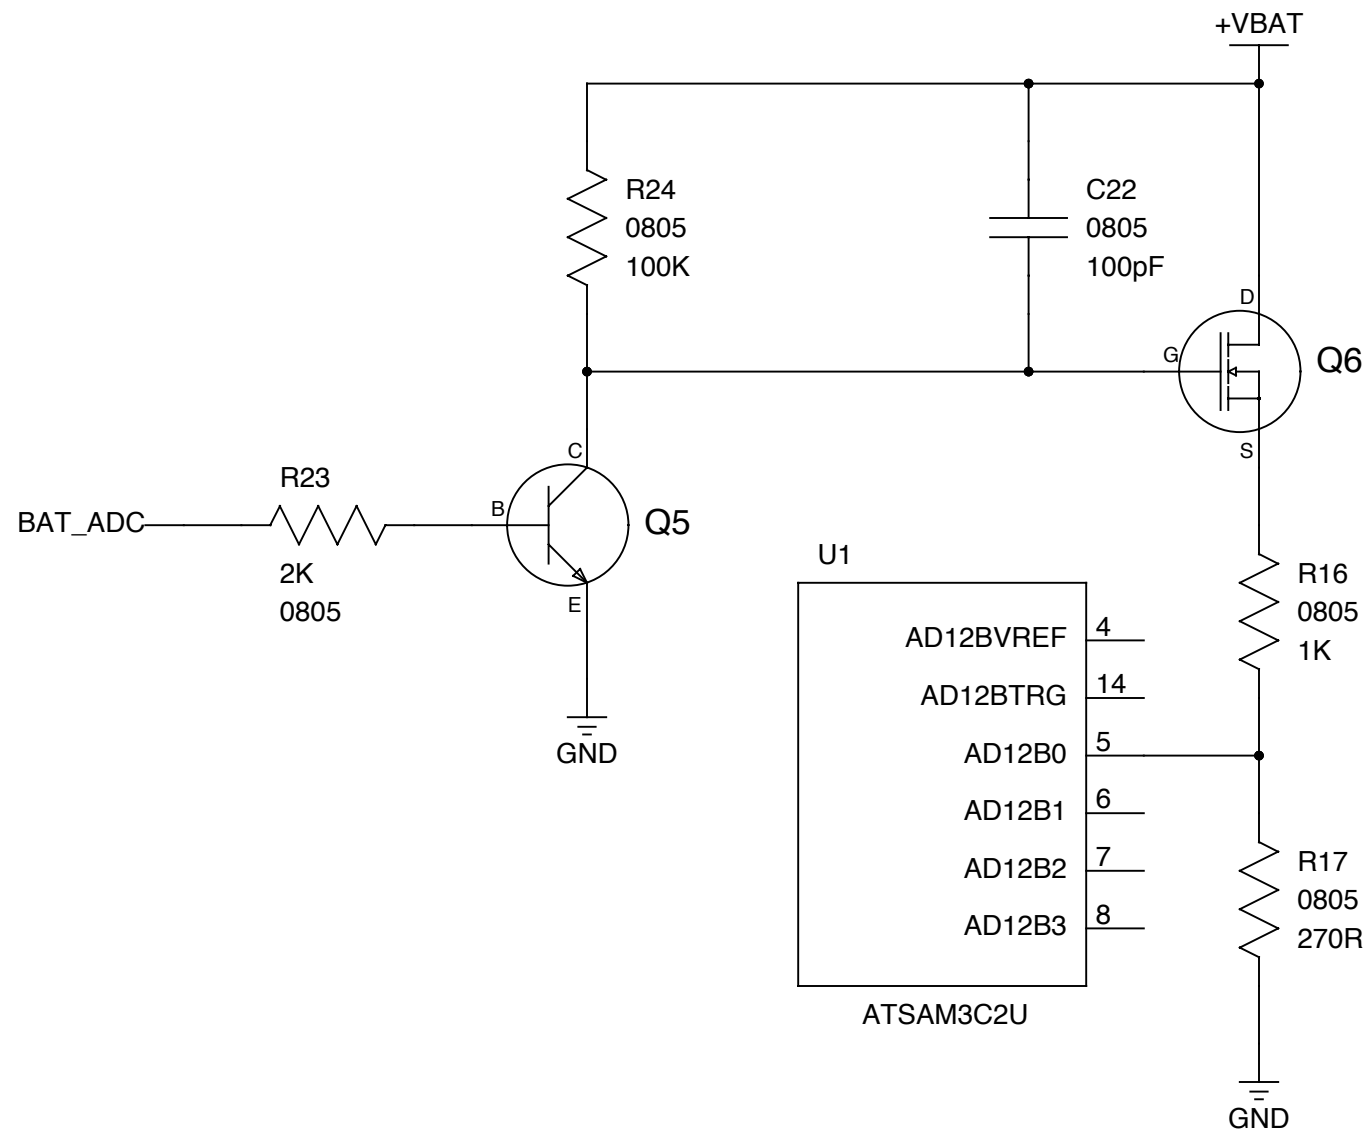 +VBAT
R24
0805
100K
C22
0805
100pF
D
G
Q6
S
C
R23
BAT_ADC
B
Q5
2K
0805
E
GND
U1
AD12BVREF 4
AD12BTRG 14
AD12B0 5
AD12B1 6
AD12B2 7
AD12B3 8
ATSAM3C2U
R16
0805
1K
R17
0805
270R
GND